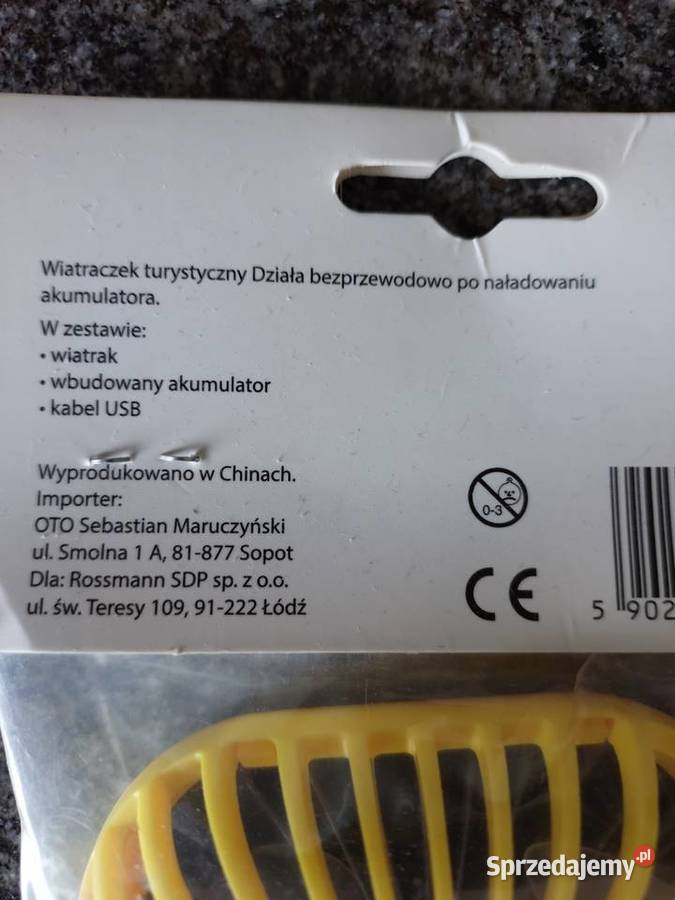 Wiatraczek turystyczny Działa bezprzewodowo po naładowaniu
akumulatora.
W zestawie:
• wiatrak
• wbudowany akumulator
• kabel USB
Wyprodukowano w Chinach.
Importer:
OTO Sebastian Maruczyński
ul. Smolna 1 A, 81-877 Sopot
Dla: Rossmann SDP sp. z o.o.
ul. św. Teresy 109, 91-222 Łódź
0-3
CE
5 902
Sprzedajemy.pl